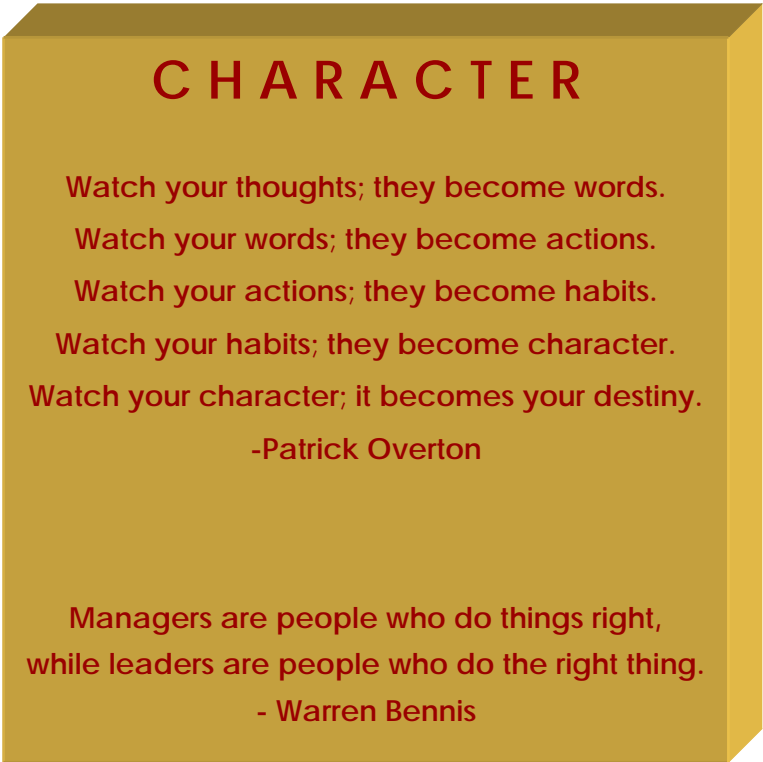 CHARACTER
Watch your thoughts; they become words.
Watch your words; they become actions.
Watch your actions; they become habits.
Watch your habits; they become character.
Watch your character; it becomes your destiny.
-Patrick Overton
Managers are people who do things right,
while leaders are people who do the right thing.
- Warren Bennis